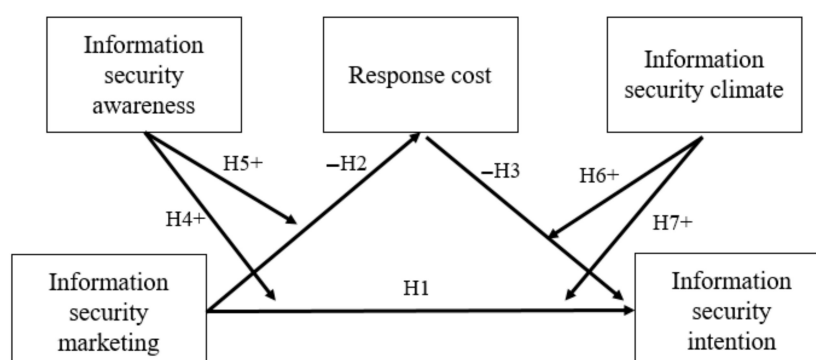 Information
security
awareness
Response cost
Information
security climate
H5+
–H2
–H3
H6+
H4+
H7+
Information
security
marketing
H1
Information
security
intention